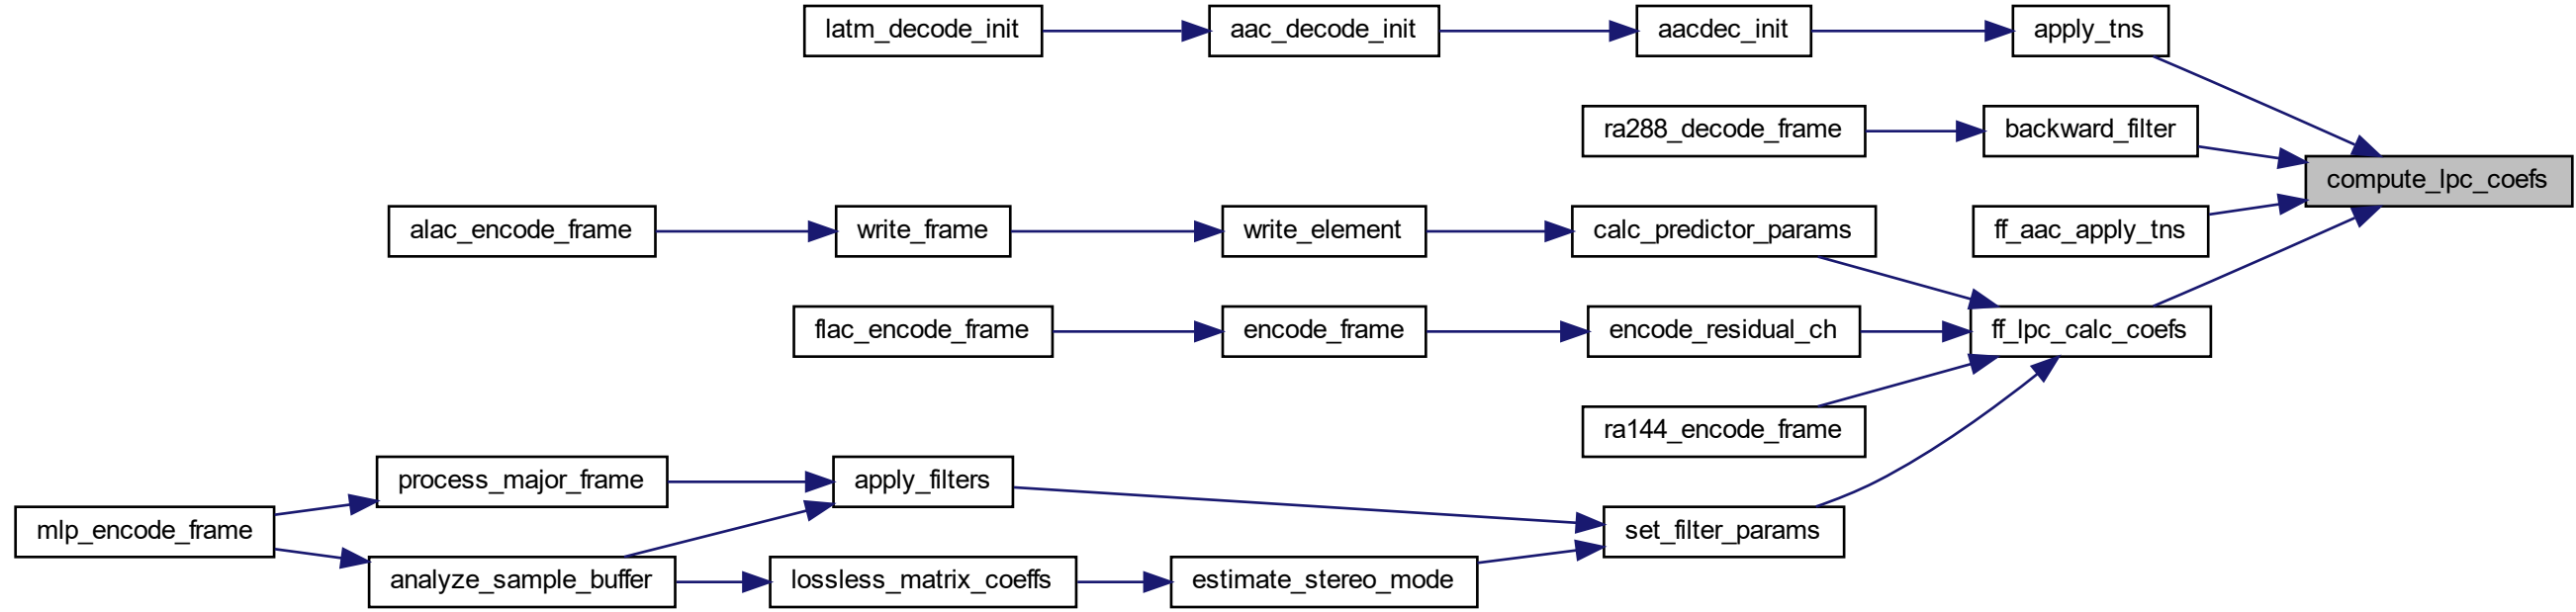 latm_decode_init
aac_decode_init
aacdec_init
apply_tns
ra288_decode_frame
backward_filter
compute_lpc_coefs
alac_encode_frame
write_frame
write_element
calc_predictor_params
ff_aac_apply_tns
flac_encode_frame
encode_frame
encode_residual_ch
ff_lpc_calc_coefs
ra144_encode_frame
process_major_frame
apply_filters
mlp_encode_frame
set_filter_params
analyze_sample_buffer
lossless_matrix_coeffs
estimate_stereo_mode